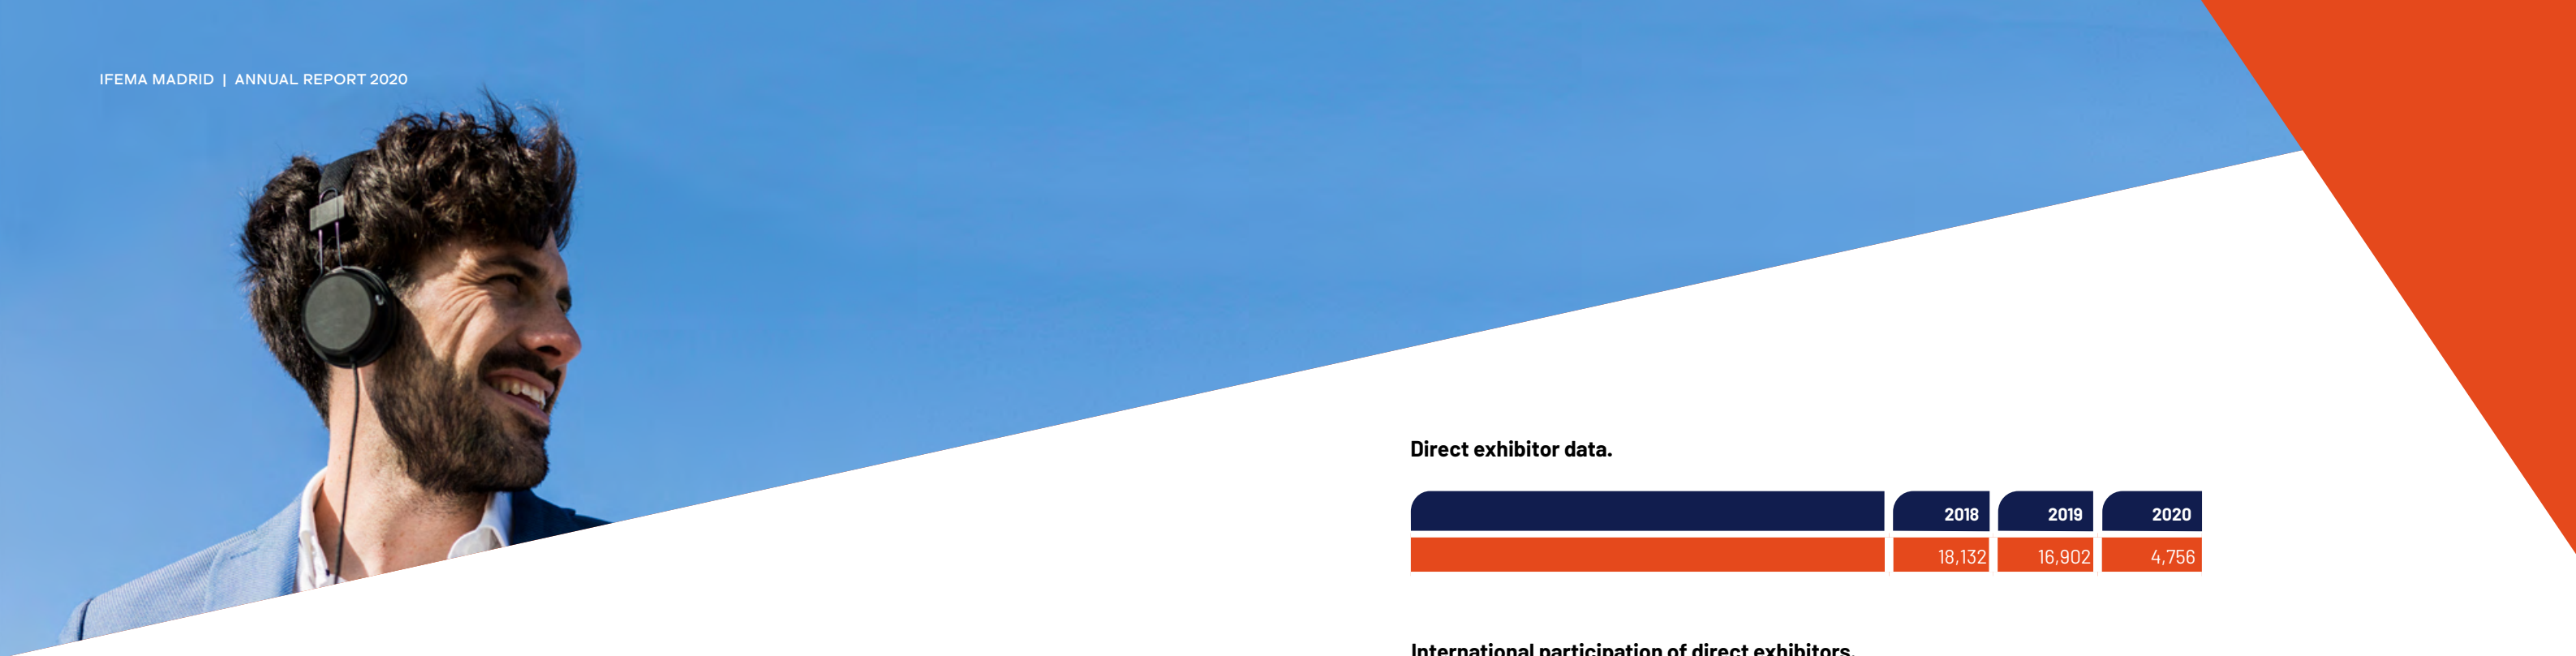 IFEMA MADRID | ANNUAL REPORT 2020
Direct exhibitor data.
2018 2019 2020
18,132 16,902 4,756
International participation of direct exhibitors.